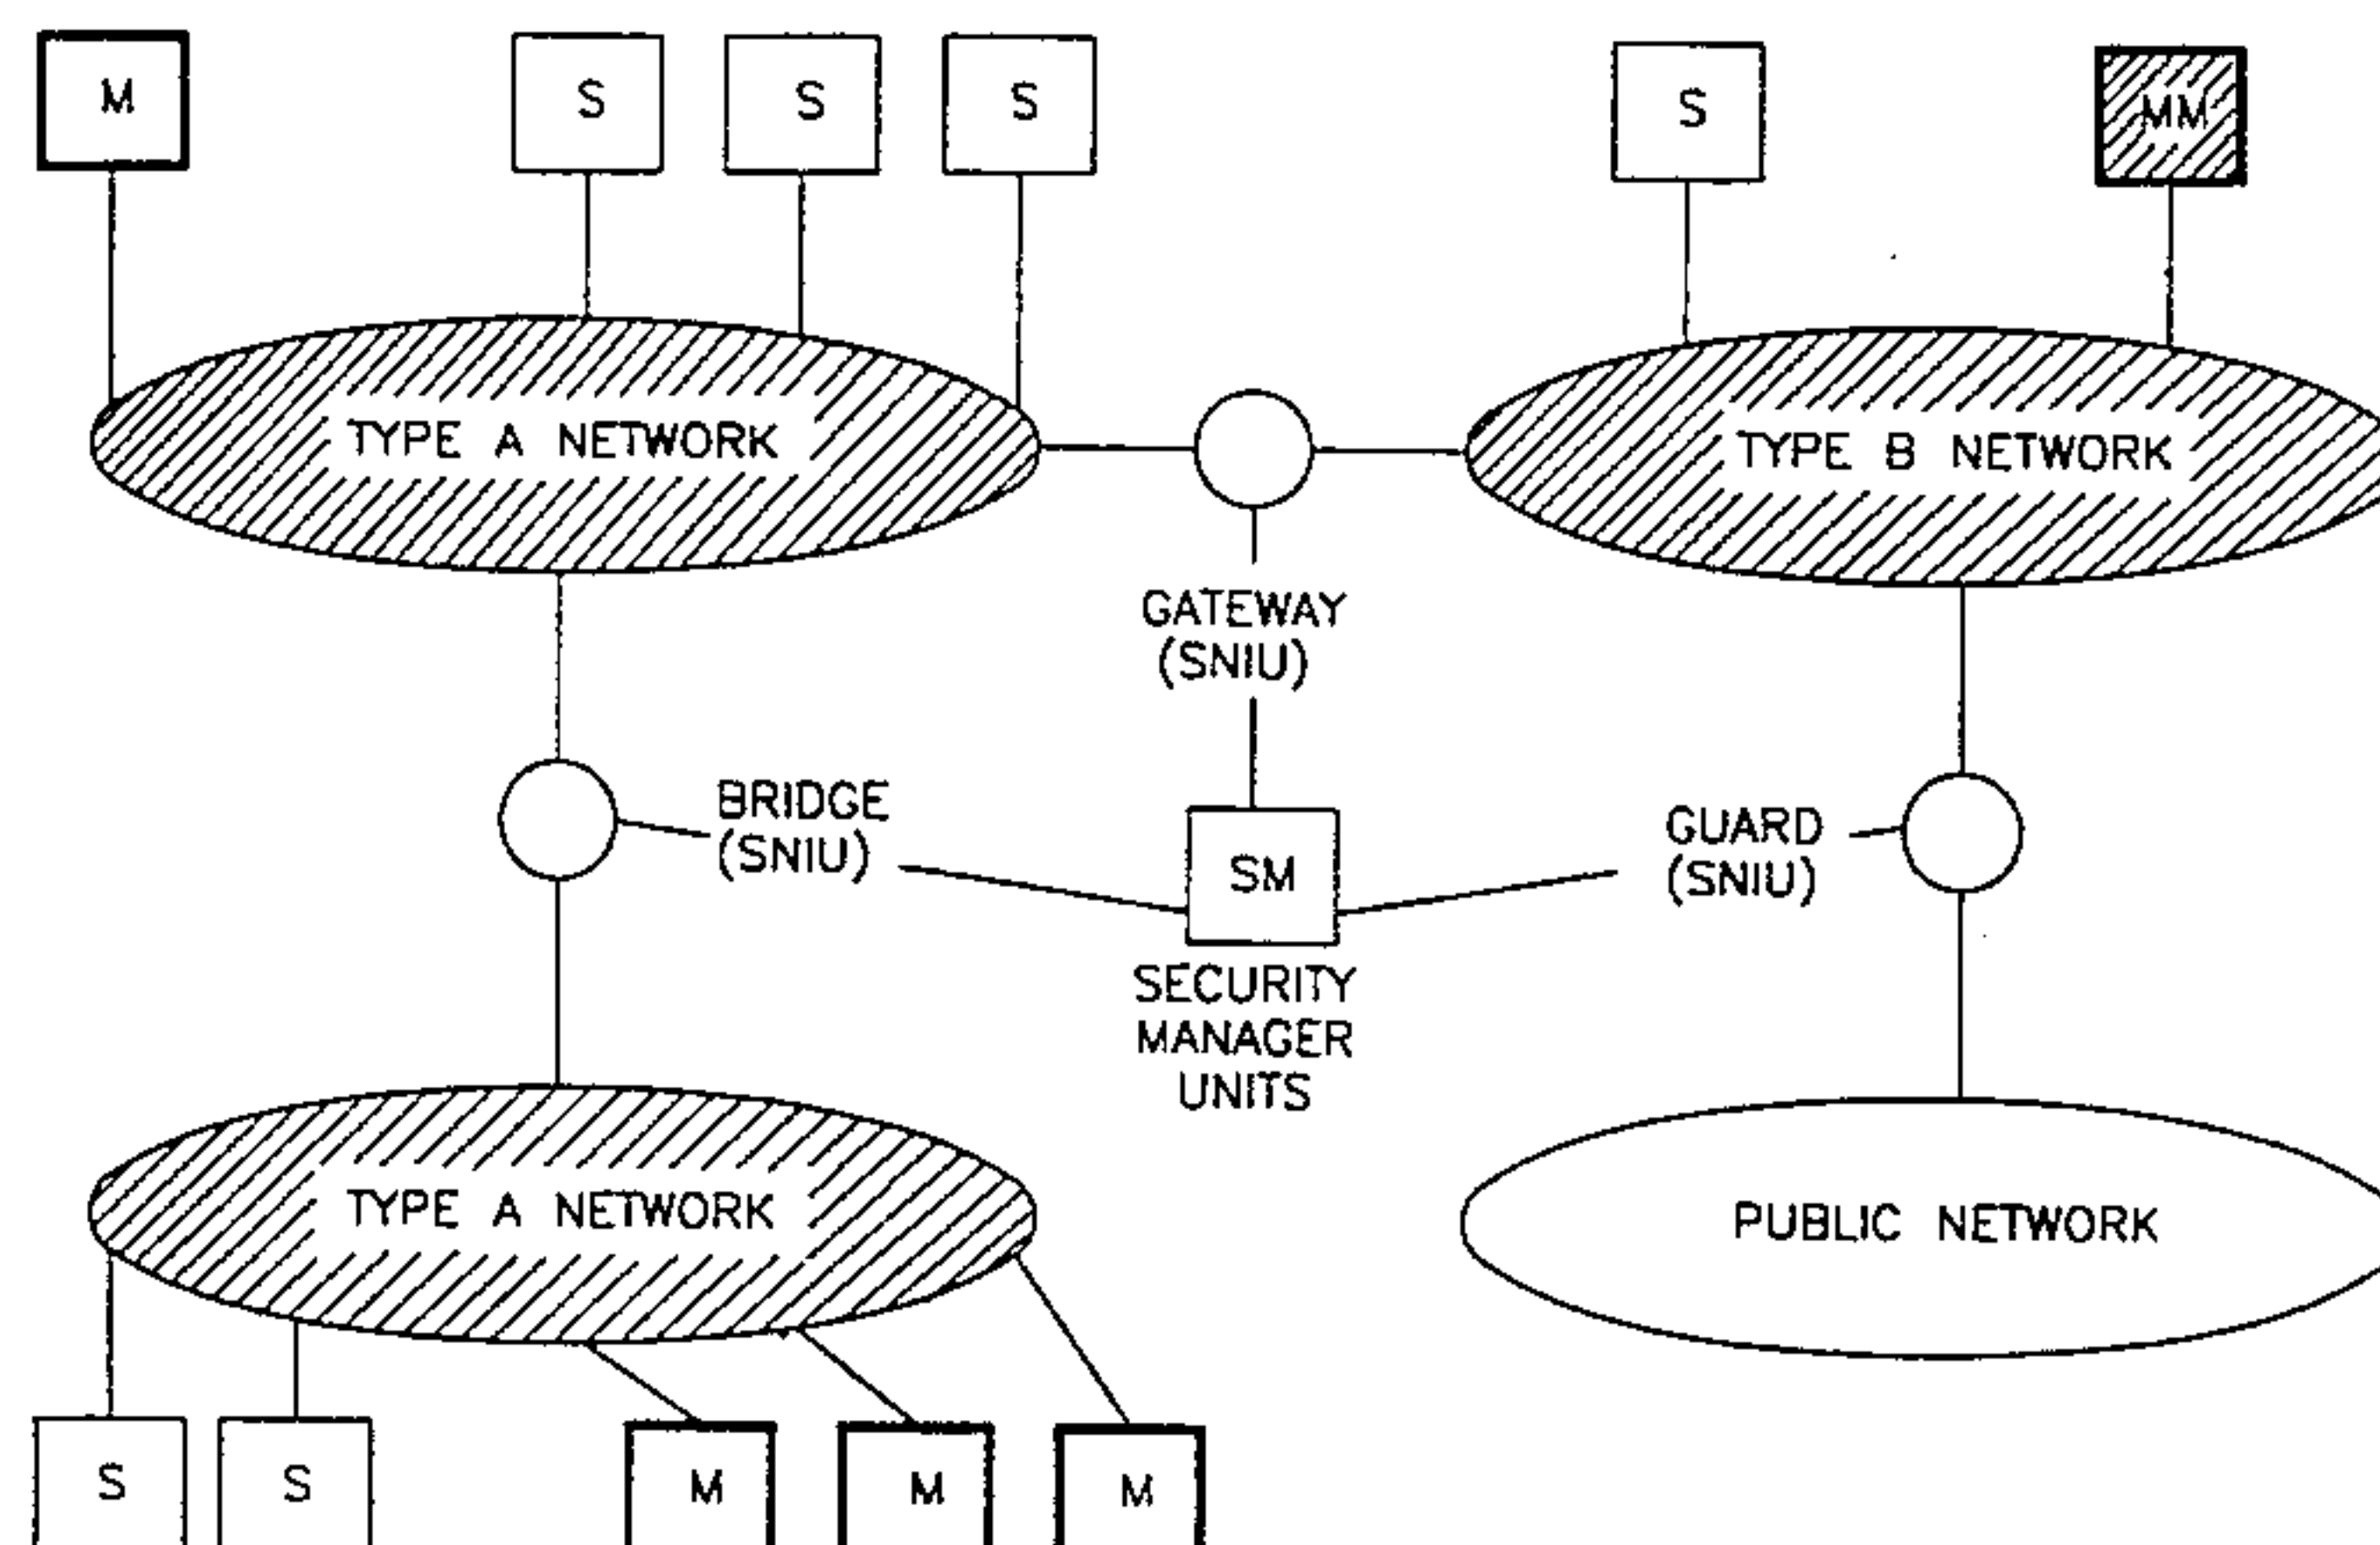 M
S
S
S
S
MM
TYPE A NETWORK
TYPE B NETWORK
GATEWAY
(SNIU)
BRIDGE
(SNIU)
SM
GUARD
(SNIU)
SECURITY
MANAGER
UNITS
TYPE A NETWORK
PUBLIC NETWORK
S
S
M
M
M